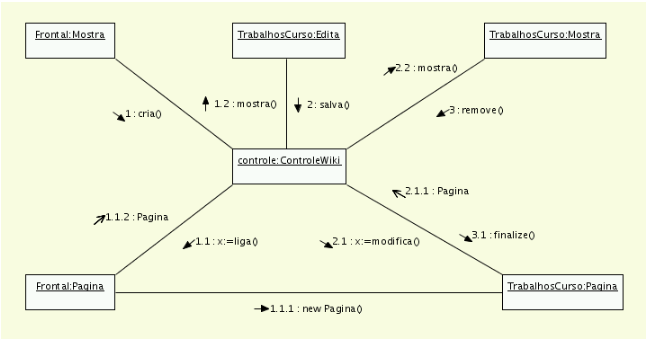 Frontal:Mostra
TrabalhosCurso:Edita
TrabalhosCurso:Mostra
2.2 : mostra()
1 : cria()
1.2 : mostra()
2: salva()
3 : remove()
controle:ControleWiki
2.1.1 : Pagina
1.1.2 : Pagina
1.1 : x:=liga()
2.1 : x:=modifica()
3.1 : finalize()
Frontal:Pagina
TrabalhosCurso:Pagina
1.1.1 : new Pagina()